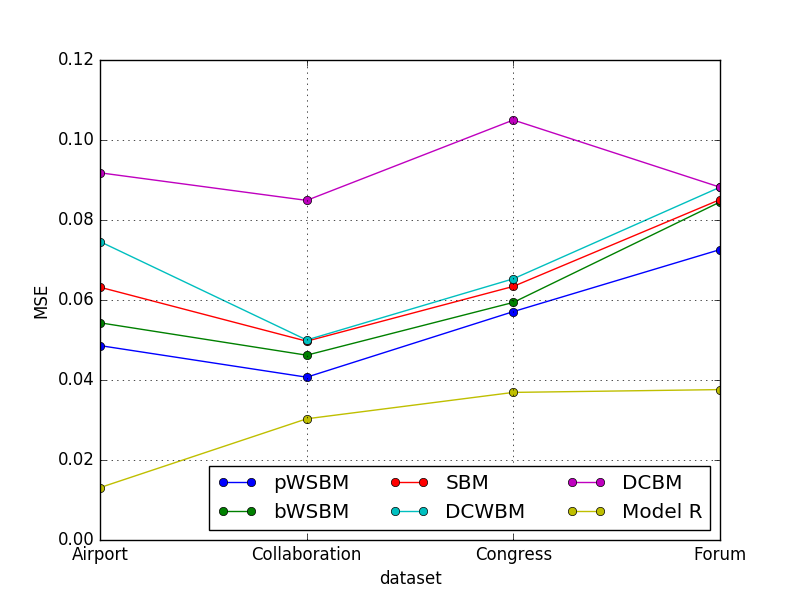 0.12
0.10
0.08
0.06
0.04
0.02
0.00
MSE
pWSBM SBM DCBM
bWSBM DCWBM Model R
Airport Collaboration Congress Forum
dataset